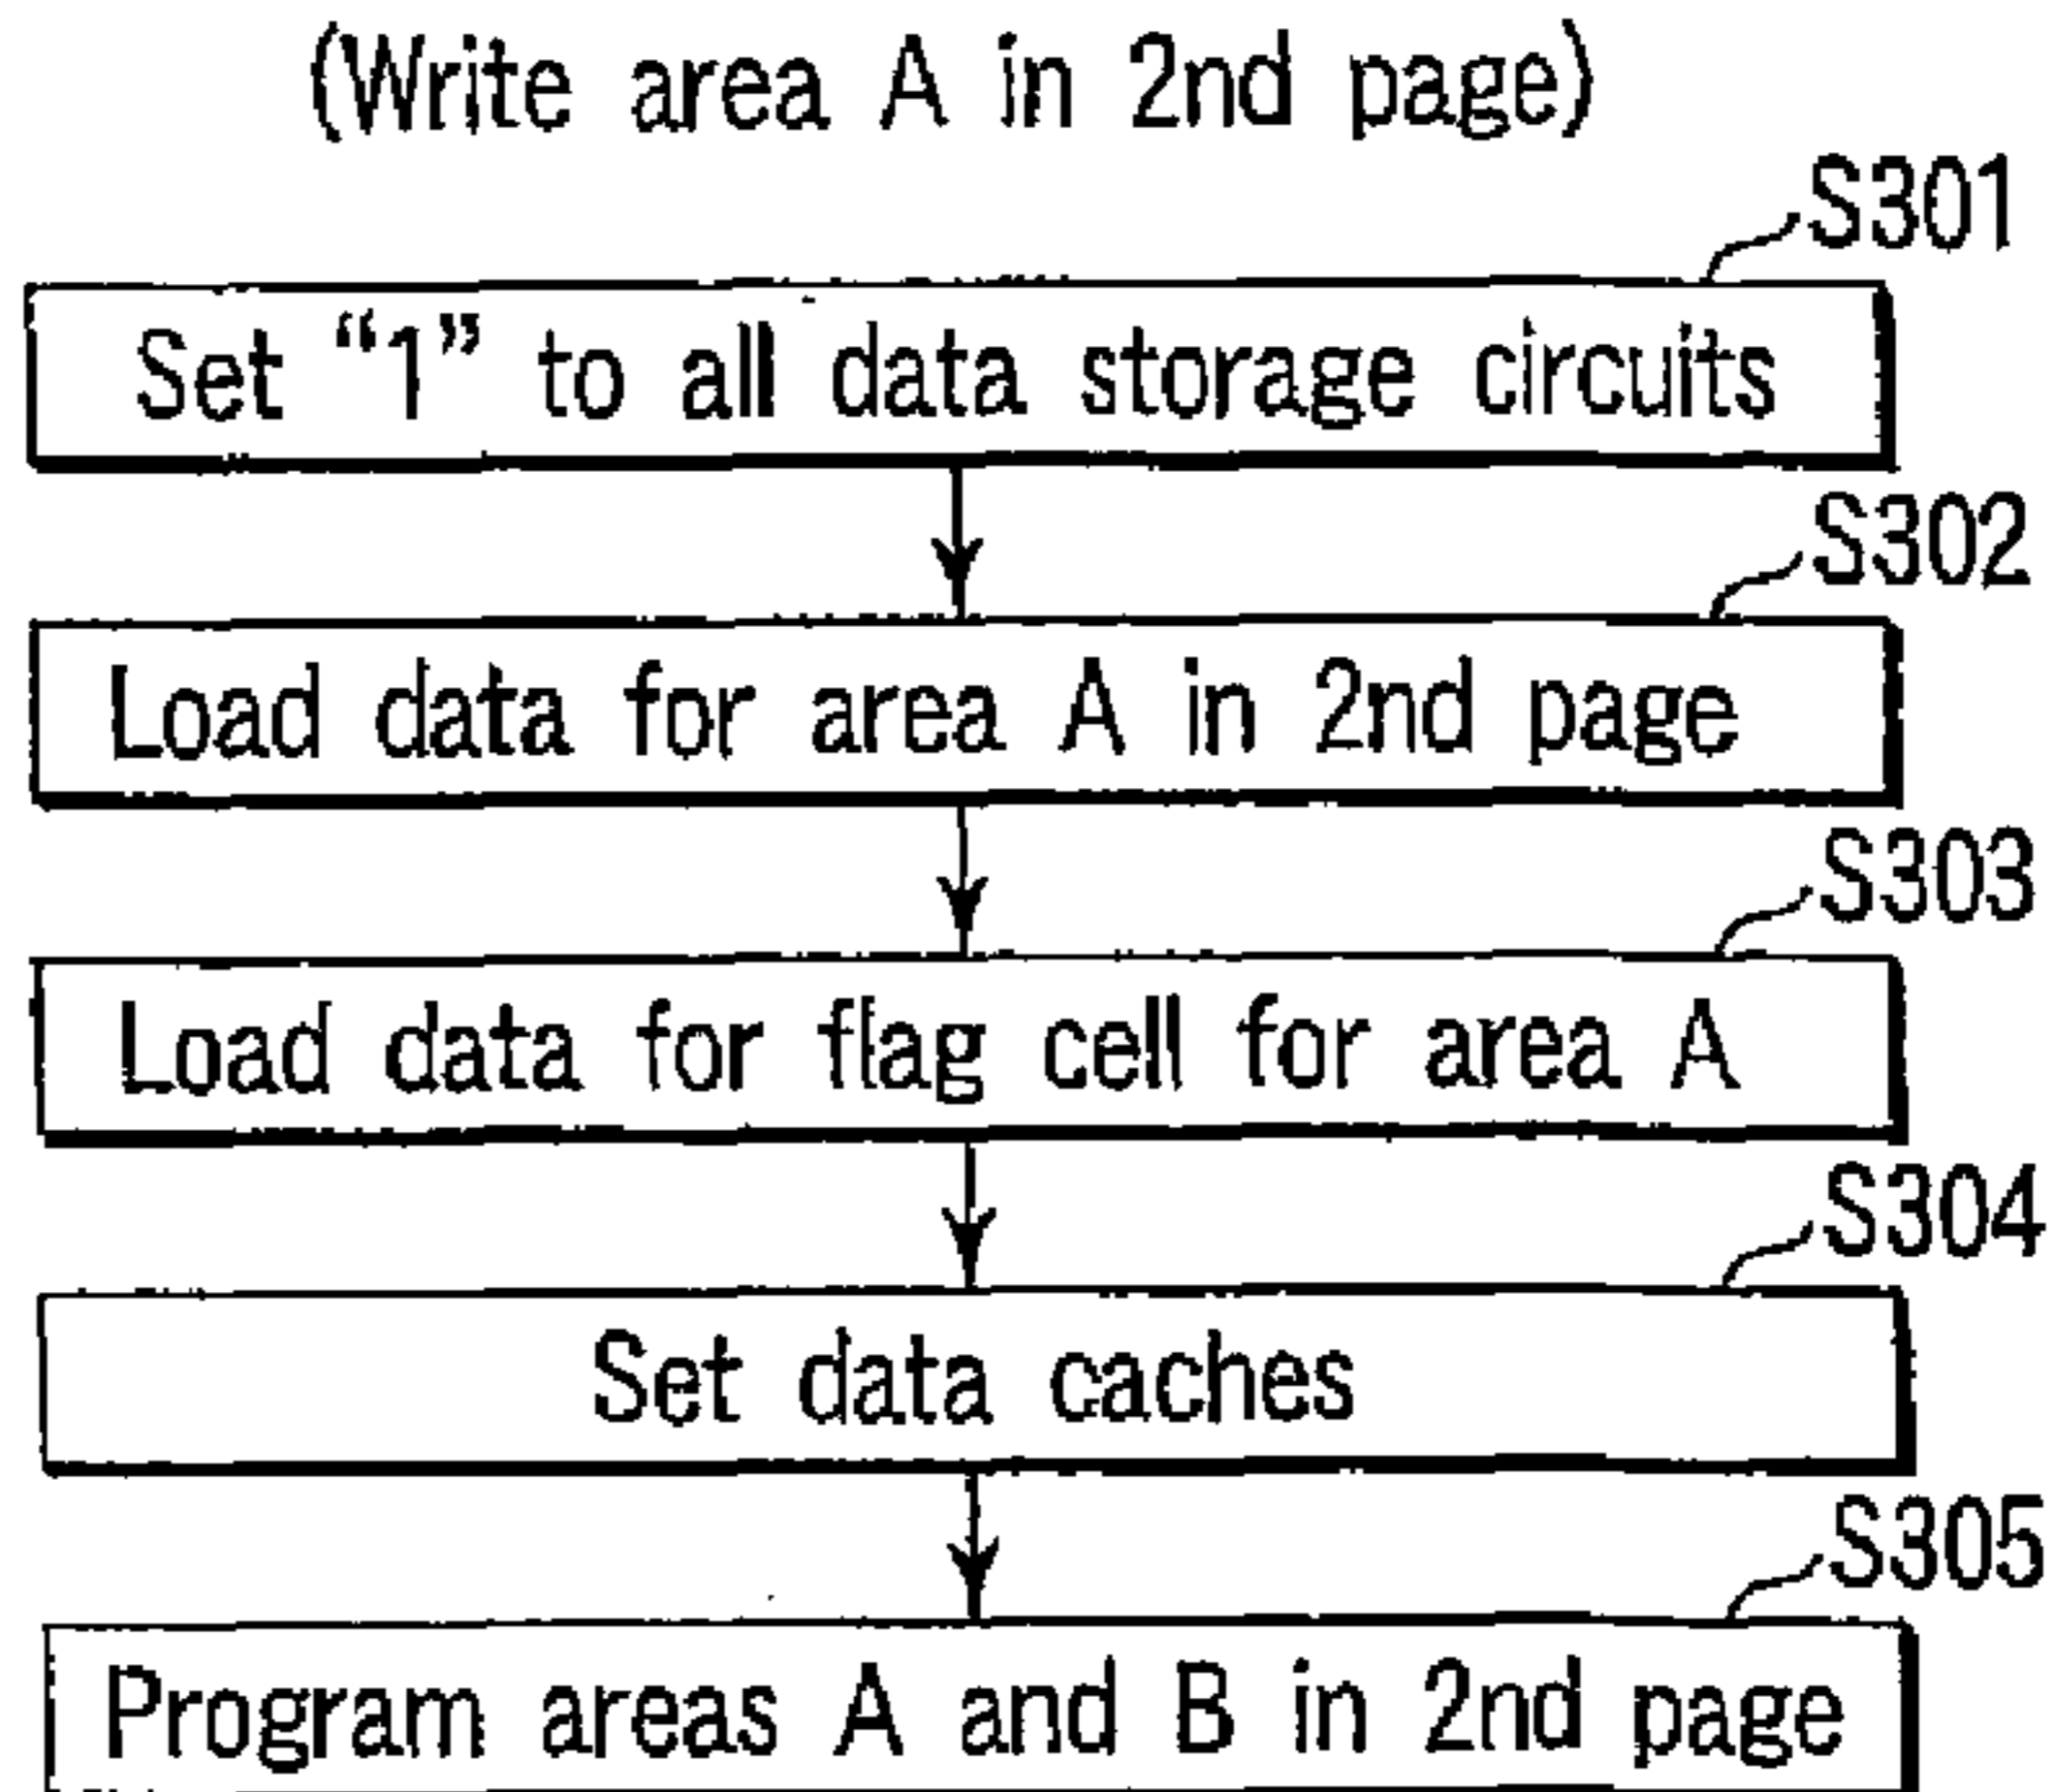 (Write area A in 2nd page)
S301
Set “1” to all data storage circuits
S302
Load data for area A in 2nd page
S303
Load data for flag cell for area A
S304
Set data caches
S305
Program areas A and B in 2nd page